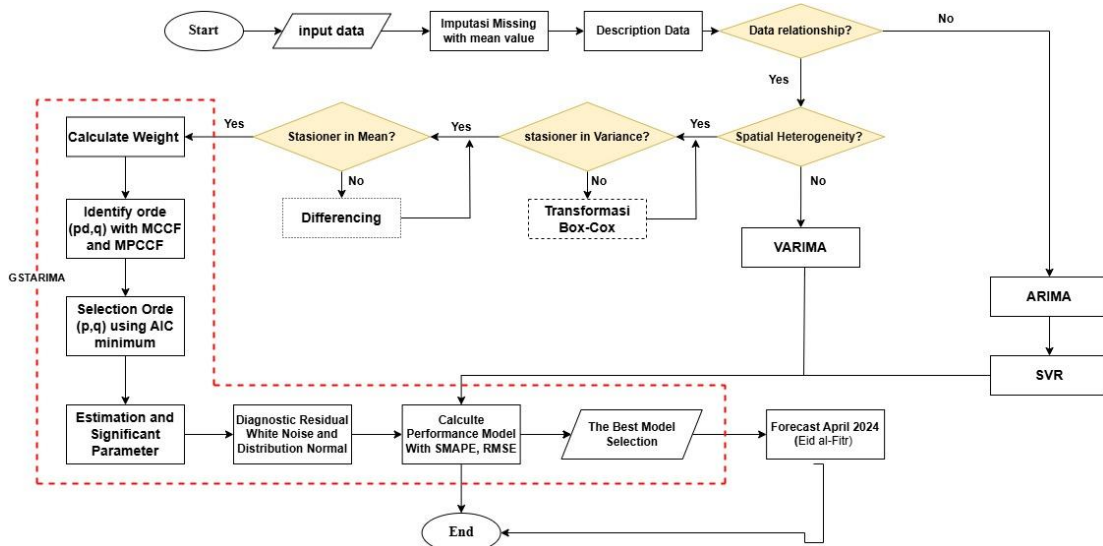 Start
input data
Imputasi Missing
with mean value
Description Data
Data relationship?
No
Yes
Calculate Weight
Yes
Stasioner in Mean?
Yes
stasioner in Variance?
Yes
Spatial Heterogeneity?
No
No
No
Differencing
Transformasi
Box-Cox
Identify orde
(pd,q) with MCCF
and MPCCF
VARIMA
GSTARIMA
ARIMA
Selection Orde
(p,q) using AIC
minimum
SVR
Estimation and
Significant
Parameter
Diagnostic Residual
White Noise and
Distribution Normal
Calculte
Performance Model
With SMAPE, RMSE
The Best Model
Selection
Forecast April 2024
(Eid al-Fitr)
End